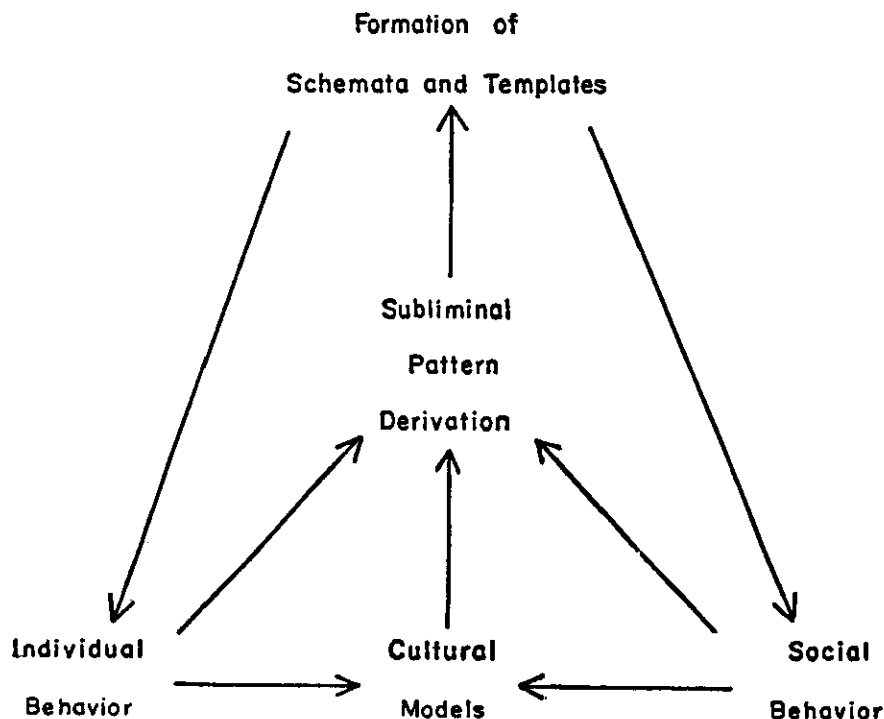 Formation of
Schemata and Templates
Subliminal
Pattern
Derivation
Individual
Behavior
Cultural
Models
Social
Behavior